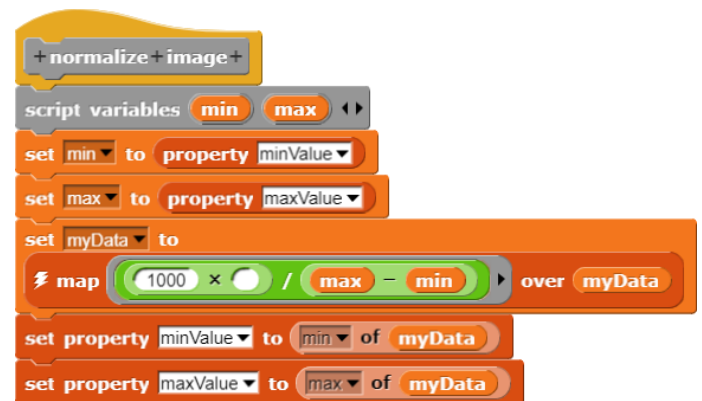 +normalize+image+
script variables min max
set min to property minValue
set max to property maxValue
set myData to
map 1000 × / max - min over myData
set property minValue to min of myData
set property maxValue to max of myData